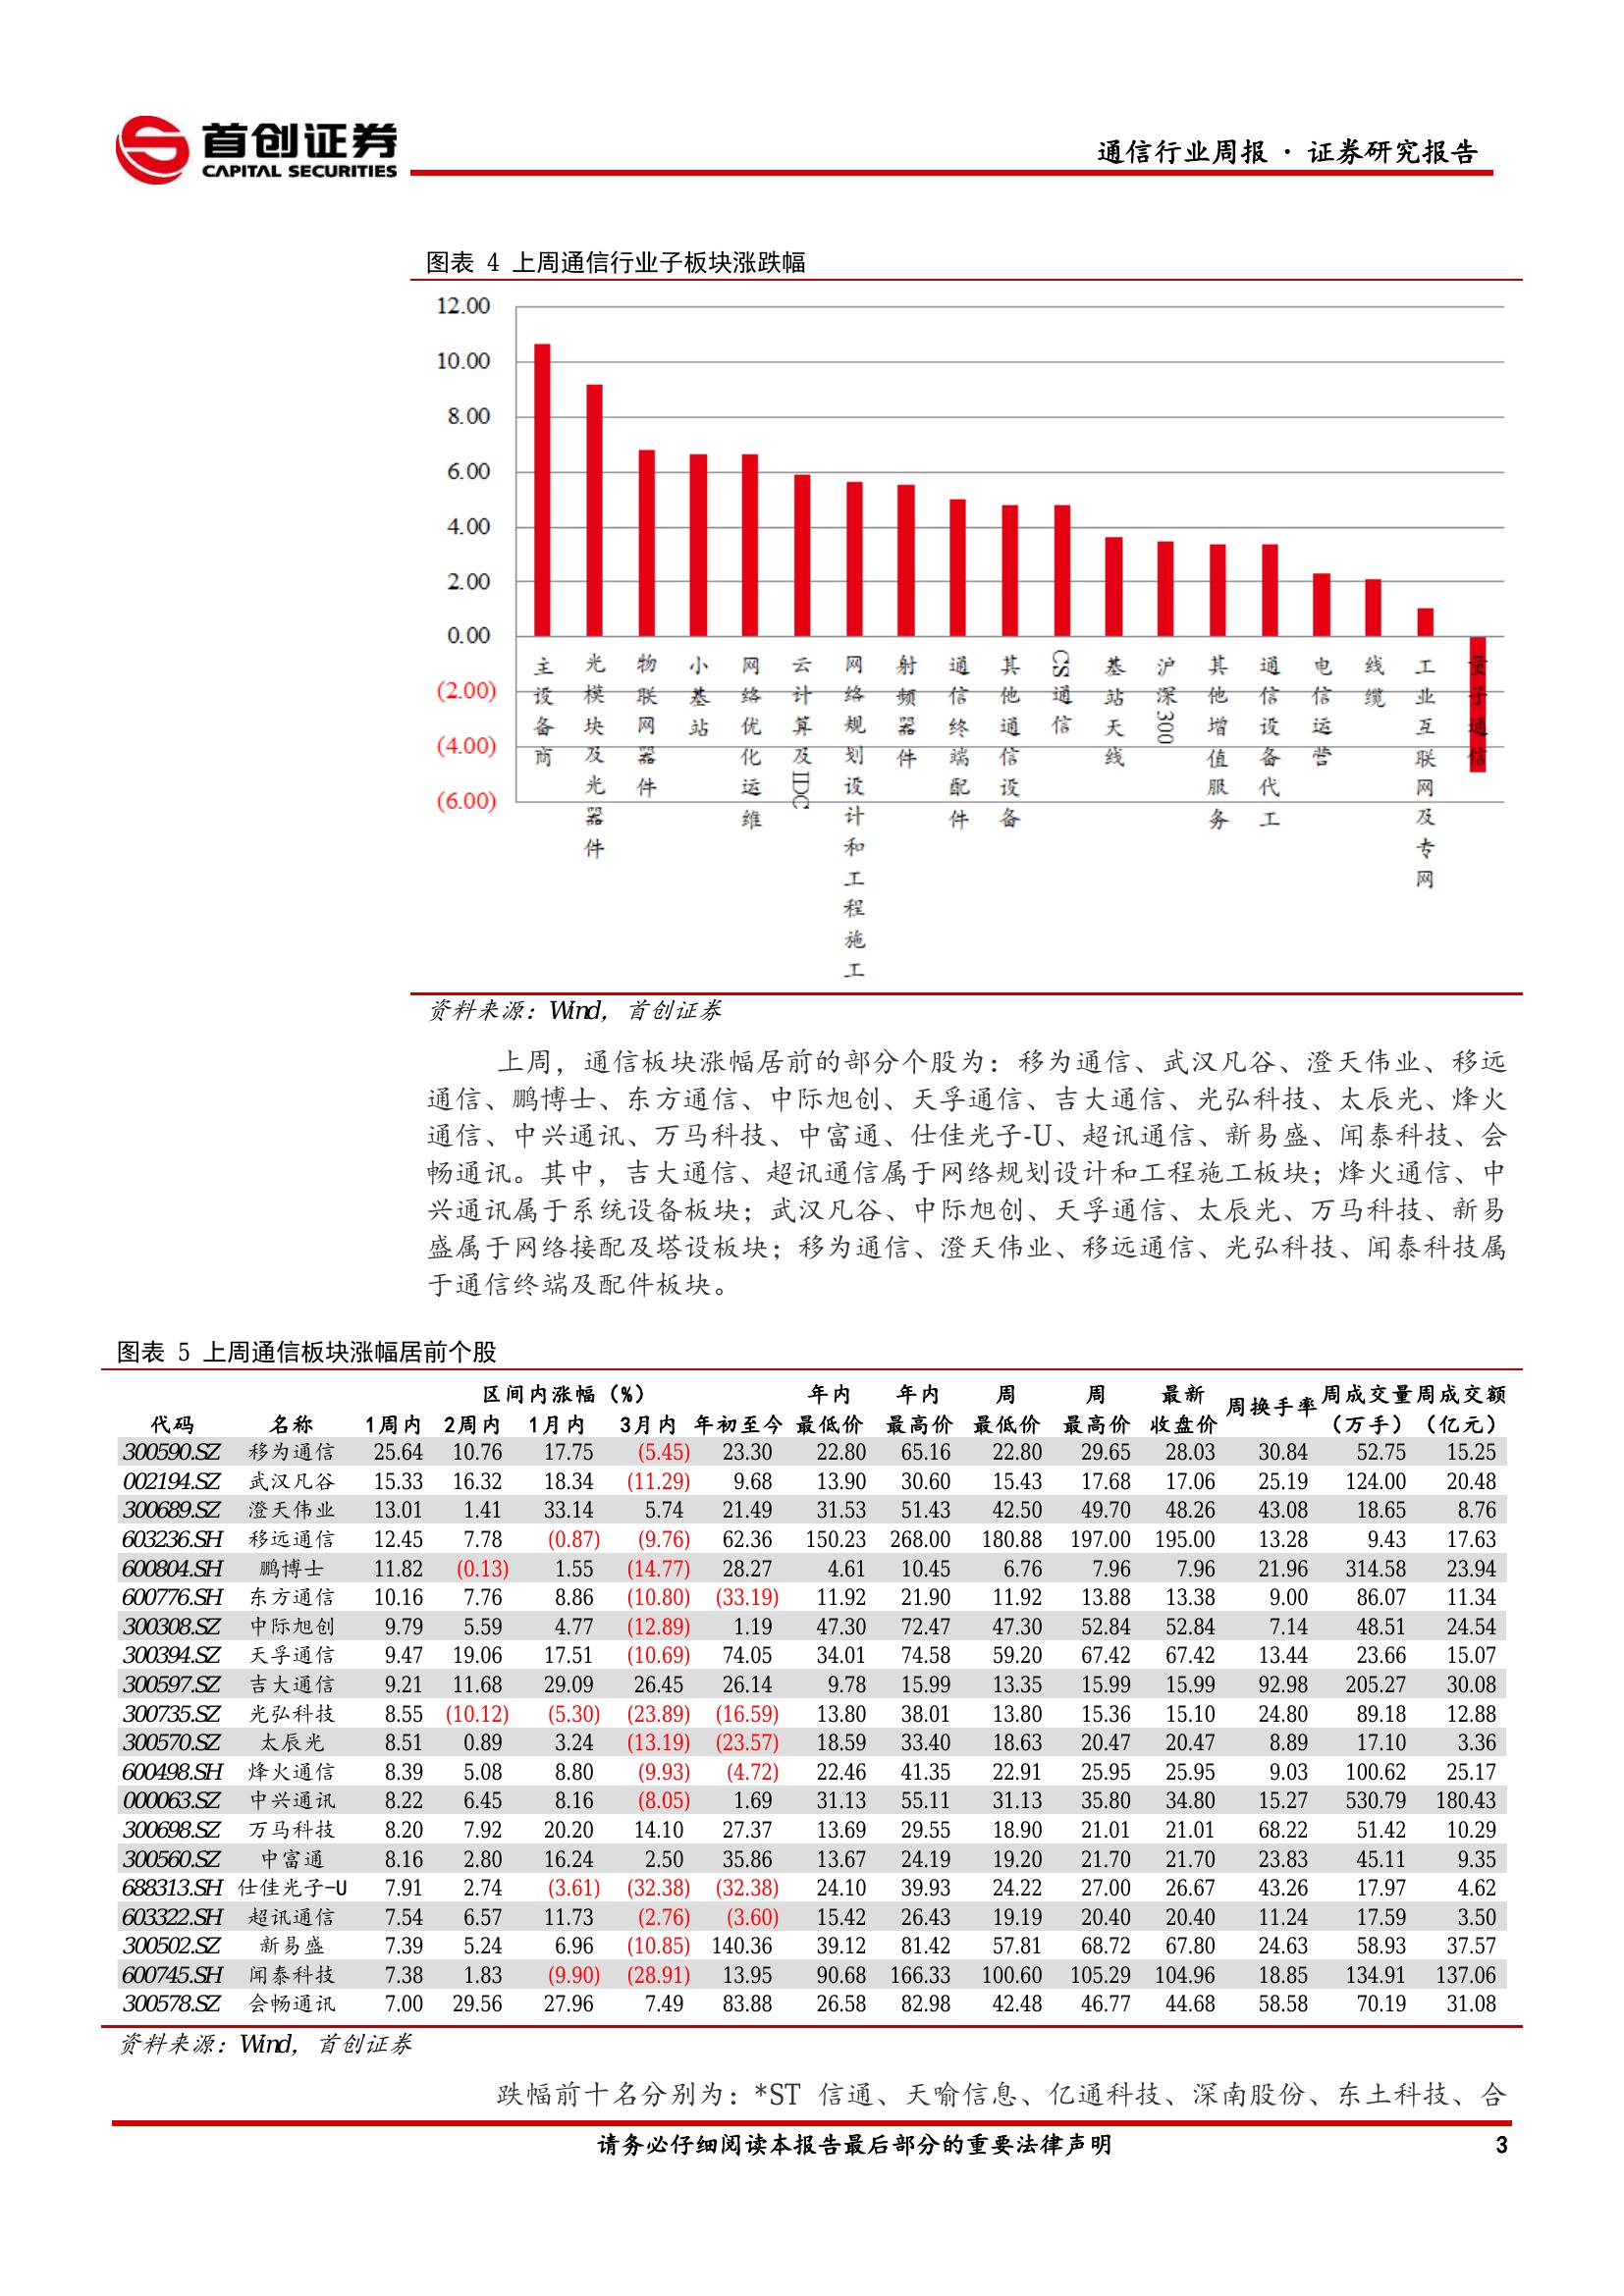 首创证券
CAPITAL SECURITIES
通信行业周报 · 证券研究报告
图表 4 上周通信行业子板块涨跌幅
12.00
10.00
8.00
6.00
4.00
2.00
0.00
(2.00)
(4.00)
(6.00)
主设备商
光模块及光器件
物联网器件
小基站
网络优化运维
云计算及IDC
网络规划设计和工程施工
射频器件
通信终端配件
其他通信设备
CS通信
基站天线
沪深300
其他增值服务
通信设备代工
电信运营
线缆
工业互联网及专网
量子通信
资料来源：Wind，首创证券
上周，通信板块涨幅居前的部分个股为：移为通信、武汉凡谷、澄天伟业、移远
通信、鹏博士、东方通信、中际旭创、天孚通信、吉大通信、光弘科技、太辰光、烽火
通信、中兴通讯、万马科技、中富通、仕佳光子-U、超讯通信、新易盛、闻泰科技、会
畅通讯。其中，吉大通信、超讯通信属于网络规划设计和工程施工板块；烽火通信、中
兴通讯属于系统设备板块；武汉凡谷、中际旭创、天孚通信、太辰光、万马科技、新易
盛属于网络接配及塔设板块；移为通信、澄天伟业、移远通信、光弘科技、闻泰科技属
于通信终端及配件板块。
图表 5 上周通信板块涨幅居前个股
区间内涨幅（%） 年内 年内 周 周 最新 周换手率 周成交量 周成交额
代码 名称 1周内 2周内 1月内 3月内 年初至今 最低价 最高价 最低价 最高价 收盘价 （万手） （亿元）
300590.SZ 移为通信 25.64 10.76 17.75 (5.45) 23.30 22.80 65.16 22.80 29.65 28.03 30.84 52.75 15.25
002194.SZ 武汉凡谷 15.33 16.32 18.34 (11.29) 9.68 13.90 30.60 15.43 17.68 17.06 25.19 124.00 20.48
300689.SZ 澄天伟业 13.01 1.41 33.14 5.74 21.49 31.53 51.43 42.50 49.70 48.26 43.08 18.65 8.76
603236.SH 移远通信 12.45 7.78 (0.87) (9.76) 62.36 150.23 268.00 180.88 197.00 195.00 13.28 9.43 17.63
600804.SH 鹏博士 11.82 (0.13) 1.55 (14.77) 28.27 4.61 10.45 6.76 7.96 7.96 21.96 314.58 23.94
600776.SH 东方通信 10.16 7.76 8.86 (10.80) (33.19) 11.92 21.90 11.92 13.88 13.38 9.00 86.07 11.34
300308.SZ 中际旭创 9.79 5.59 4.77 (12.89) 1.19 47.30 72.47 47.30 52.84 52.84 7.14 48.51 24.54
300394.SZ 天孚通信 9.47 19.06 17.51 (10.69) 74.05 34.01 74.58 59.20 67.42 67.42 13.44 23.66 15.07
300597.SZ 吉大通信 9.21 11.68 29.09 26.45 26.14 9.78 15.99 13.35 15.99 15.99 92.98 205.27 30.08
300735.SZ 光弘科技 8.55 (10.12) (5.30) (23.89) (16.59) 13.80 38.01 13.80 15.36 15.10 24.80 89.18 12.88
300570.SZ 太辰光 8.51 0.89 3.24 (13.19) (23.57) 18.59 33.40 18.63 20.47 20.47 8.89 17.10 3.36
600498.SH 烽火通信 8.39 5.08 8.80 (9.93) (4.72) 22.46 41.35 22.91 25.95 25.95 9.03 100.62 25.17
000063.SZ 中兴通讯 8.22 6.45 8.16 (8.05) 1.69 31.13 55.11 31.13 35.80 34.80 15.27 530.79 180.43
300698.SZ 万马科技 8.20 7.92 20.20 14.10 27.37 13.69 29.55 18.90 21.01 21.01 68.22 51.42 10.29
300560.SZ 中富通 8.16 2.80 16.24 2.50 35.86 13.67 24.19 19.20 21.70 21.70 23.83 45.11 9.35
688313.SH 仕佳光子-U 7.91 2.74 (3.61) (32.38) (32.38) 24.10 39.93 24.22 27.00 26.67 43.26 17.97 4.62
603322.SH 超讯通信 7.54 6.57 11.73 (2.76) (3.60) 15.42 26.43 19.19 20.40 20.40 11.24 17.59 3.50
300502.SZ 新易盛 7.39 5.24 6.96 (10.85) 140.36 39.12 81.42 57.81 68.72 67.80 24.63 58.93 37.57
600745.SH 闻泰科技 7.38 1.83 (9.90) (28.91) 13.95 90.68 166.33 100.60 105.29 104.96 18.85 134.91 137.06
300578.SZ 会畅通讯 7.00 29.56 27.96 7.49 83.88 26.58 82.98 42.48 46.77 44.68 58.58 70.19 31.08
资料来源：Wind，首创证券
跌幅前十名分别为：*ST 信通、天喻信息、亿通科技、深南股份、东土科技、合
请务必仔细阅读本报告最后部分的重要法律声明 3